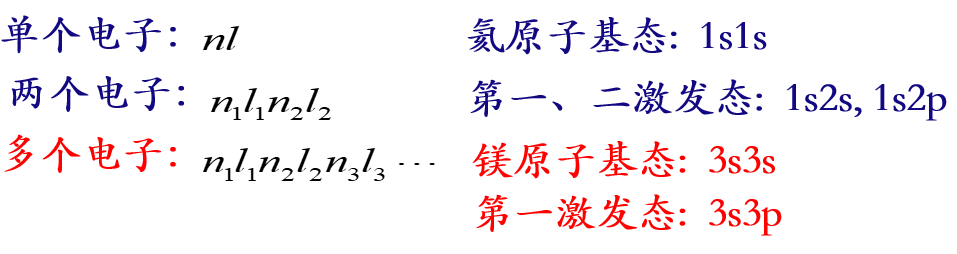 单个电子：nl
氦原子基态: 1s1s
两个电子：n₁l₁n₂l₂
第一、二激发态: 1s2s, 1s2p
多个电子：n₁l₁n₂l₂n₃l₃ ···
镁原子基态: 3s3s
第一激发态: 3s3p